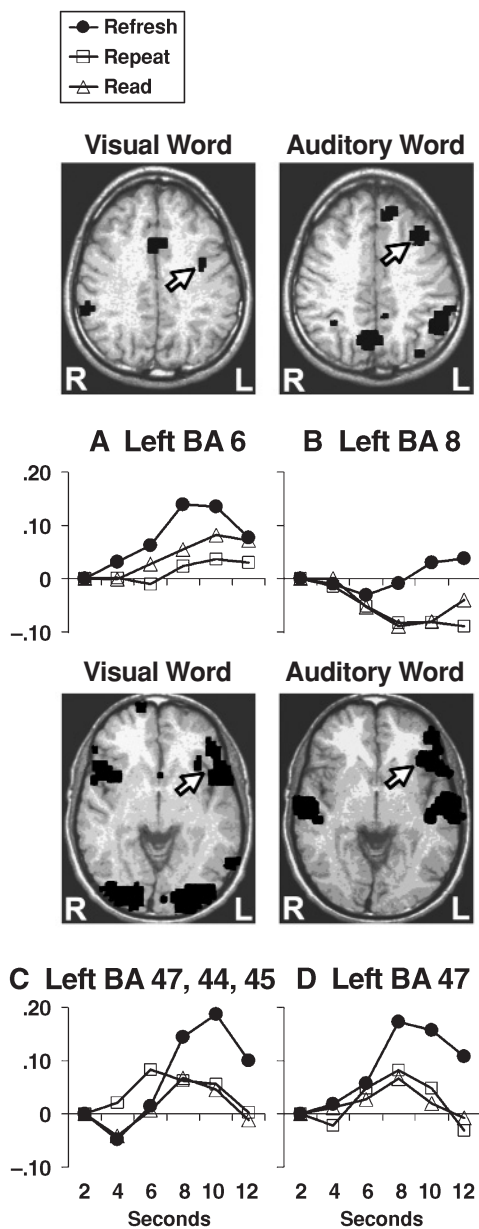 Refresh
Repeat
Read
Visual Word
Auditory Word
R
L
R
L
A Left BA 6
B Left BA 8
.20
.10
0
–.10
Visual Word
Auditory Word
R
L
R
L
C Left BA 47, 44, 45
D Left BA 47
.20
.10
0
–.10
2 4 6 8 10 12
2 4 6 8 10 12
Seconds
Seconds